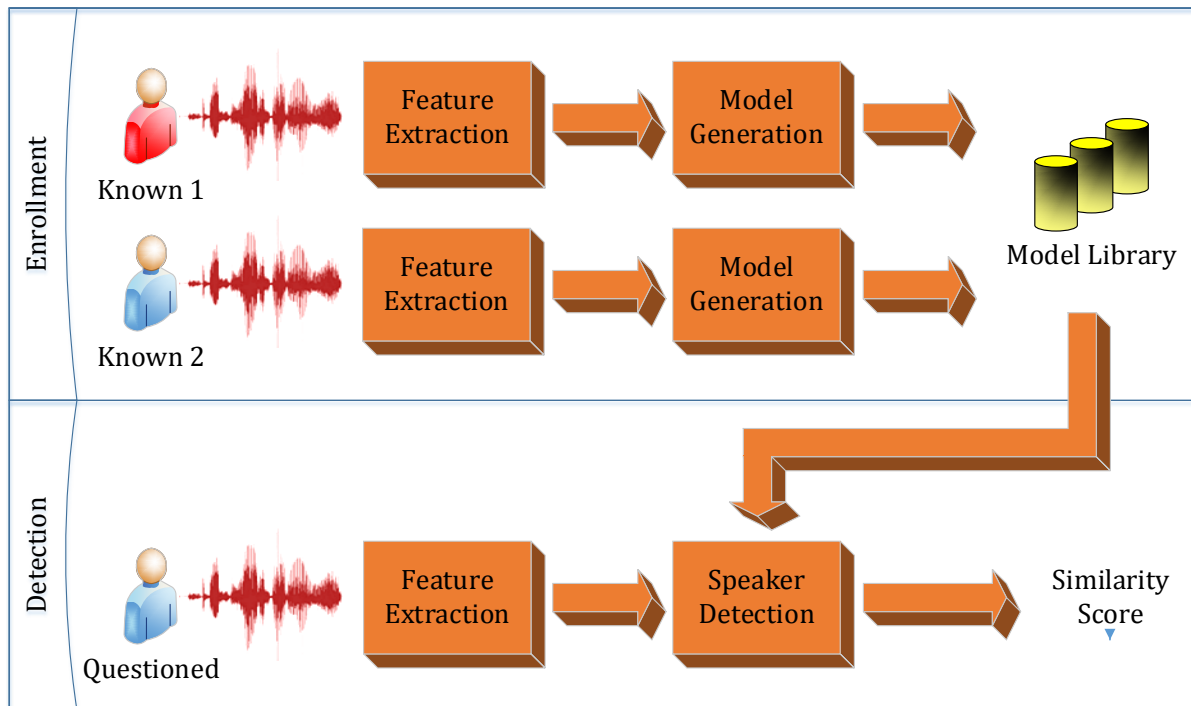 Enrollment
Known 1
Feature
Extraction
Model
Generation
Known 2
Feature
Extraction
Model
Generation
Model Library
Detection
Questioned
Feature
Extraction
Speaker
Detection
Similarity
Score